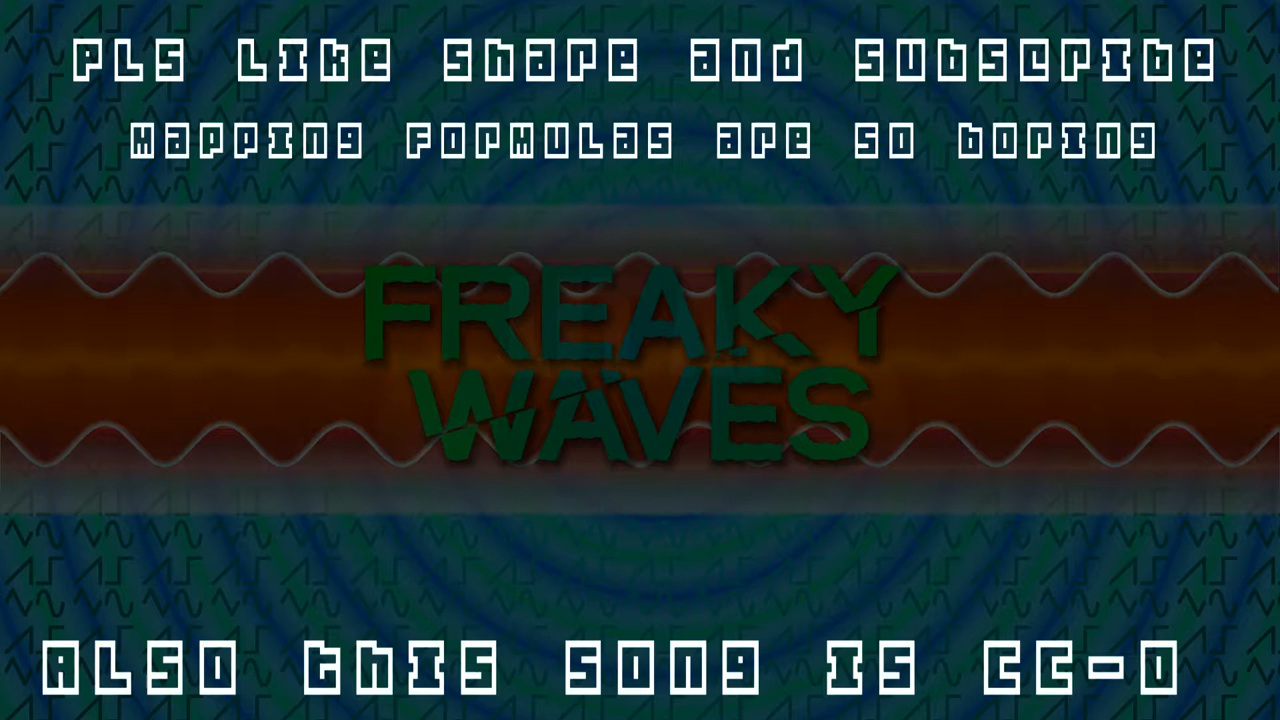 PLS LIKE Share and SUbSCrIbE
Mapping Formulas are so boring
FREAKY
WAVES
ALSO thIS SOng IS CC-0